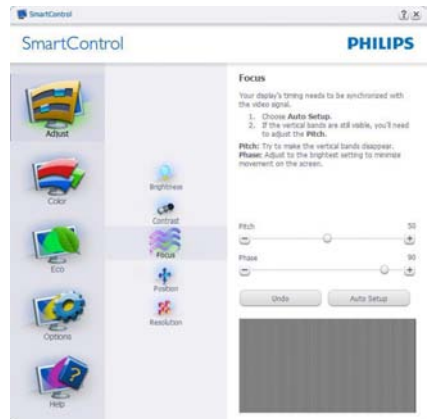 SmartControl
SmartControl
PHILIPS
Adjust
Color
Eco
Options
Help
Brightness
Contrast
Focus
Position
Resolution
Focus
Your display's timing needs to be synchronized with
the video signal.
1. Choose Auto Setup.
2. If the vertical bands are still visible, you'll need
to adjust the Pitch.
Pitch: Try to make the vertical bands disappear.
Phase: Adjust to the brightest setting to minimize
movement on the screen.
Pitch 50
Phase 90
Undo Auto Setup